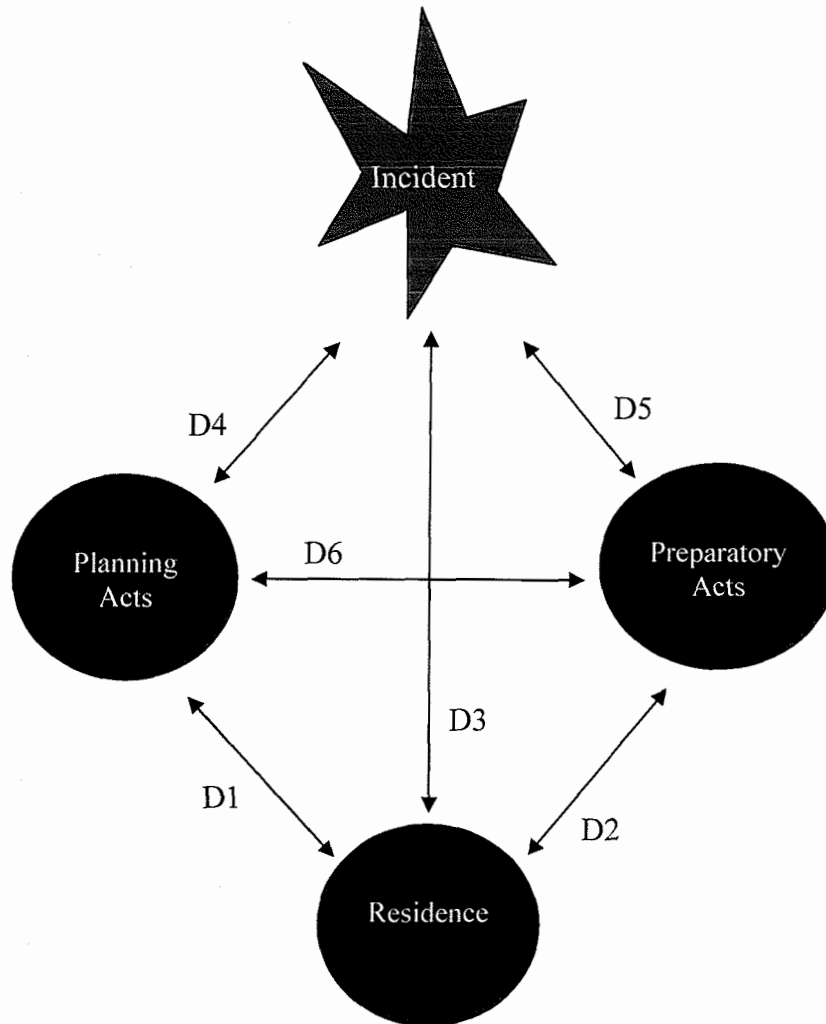 Incident
D4
D5
Planning
Acts
D6
Preparatory
Acts
D3
D1
D2
Residence